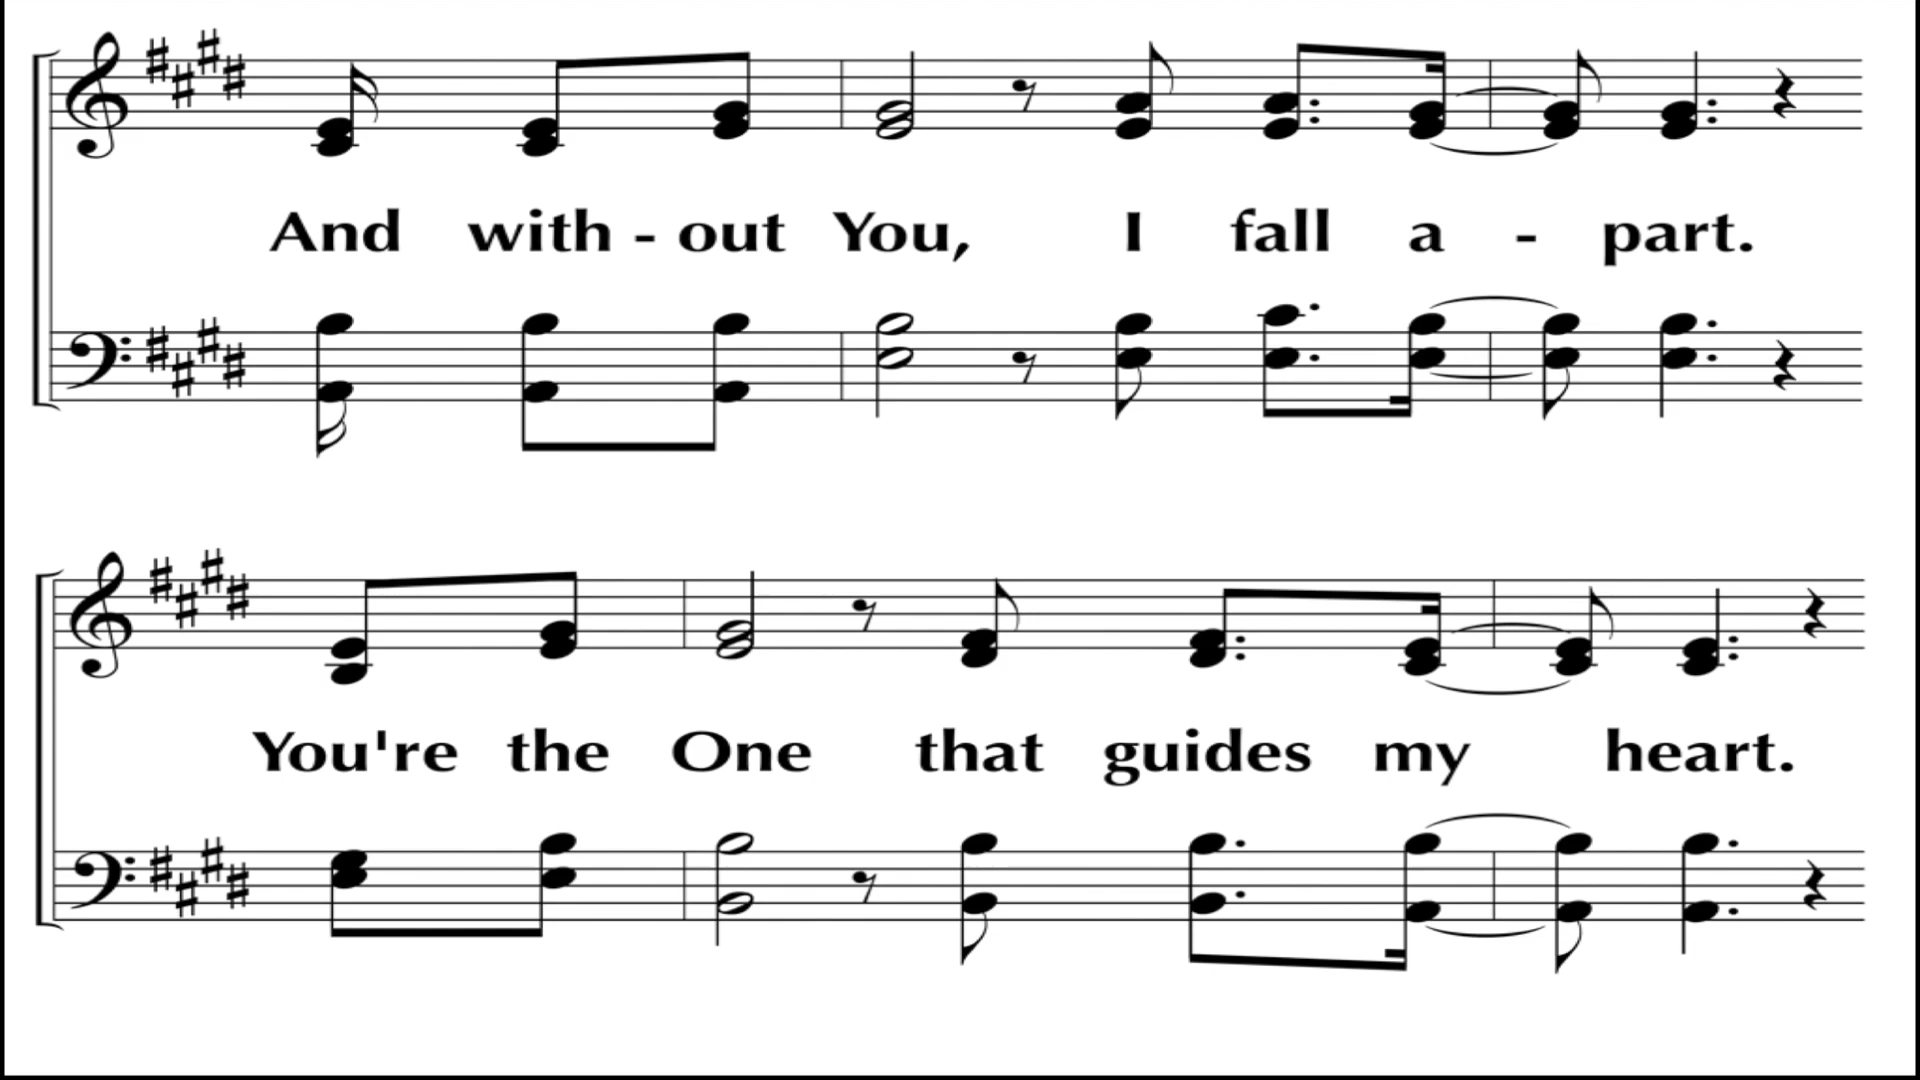 And with - out You, I fall a - part.
You're the One that guides my heart.